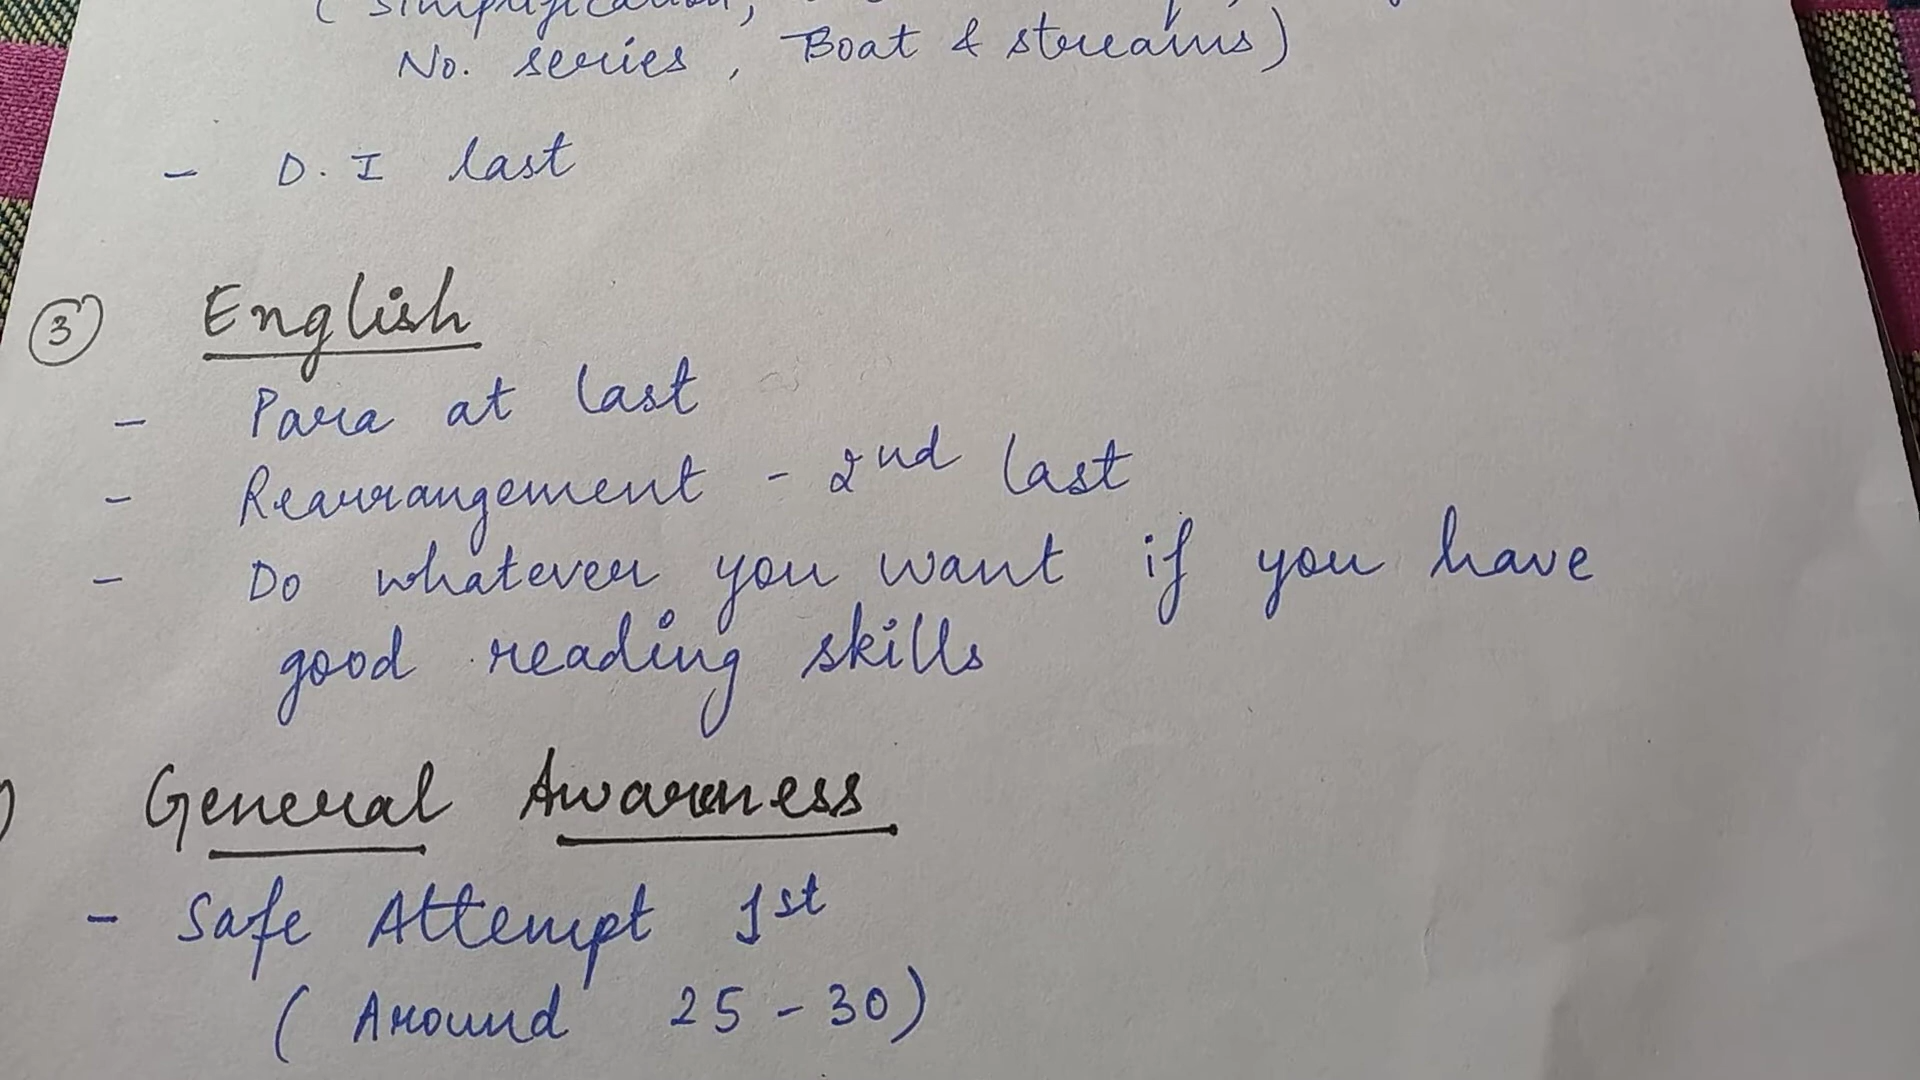 (Simplification,
No. series, Boat & streams)
- D.I last
③ English
- Para at last
- Rearrangement - 2nd last
- Do whatever you want if you have
good reading skills
General Awareness
- Safe Attempt 1st
(Around 25-30)